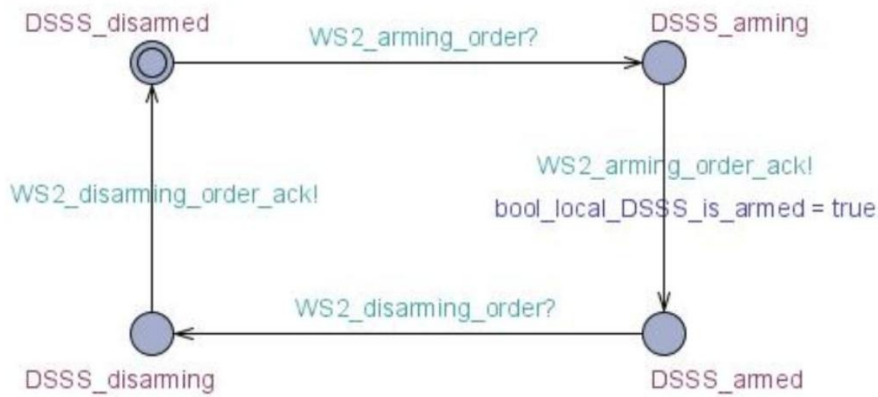 DSSS_disarmed
DSSS_arming
WS2_arming_order?
WS2_arming_order_ack!
WS2_disarming_order_ack!
bool_local_DSSS_is_armed = true
WS2_disarming_order?
DSSS_disarming
DSSS_armed